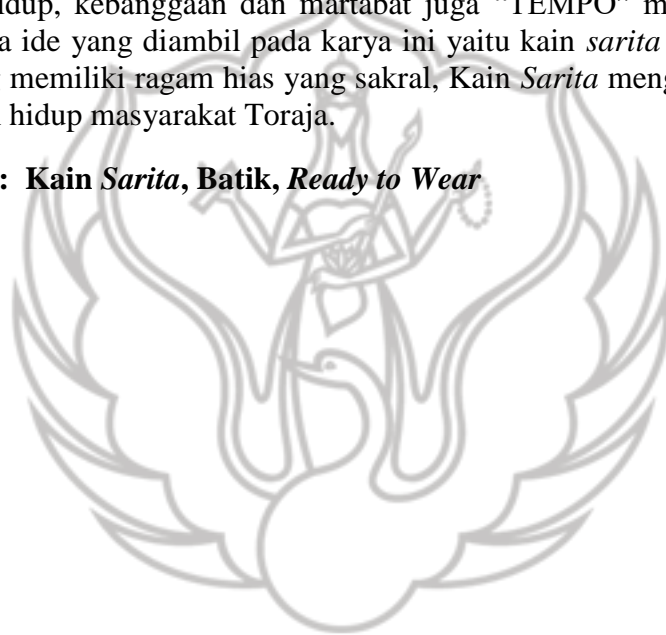 hidup, kebanggaan dan martabat juga "TEMPO"
ide yang diambil pada karya ini yaitu kain sarita
memiliki ragam hias yang sakral, Kain Sarita
hidup masyarakat Toraja.
: Kain Sarita, Batik, Ready to Wear